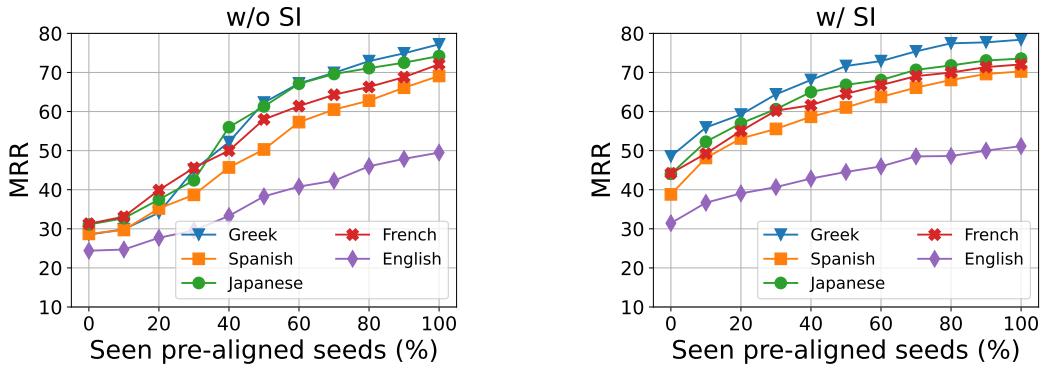 w/o SI
80
70
60
50
40
30
20
10
MRR
0 20 40 60 80 100
Seen pre-aligned seeds (%)
Greek
Spanish
Japanese
French
English
w/ SI
80
70
60
50
40
30
20
10
MRR
0 20 40 60 80 100
Seen pre-aligned seeds (%)
Greek
Spanish
Japanese
French
English